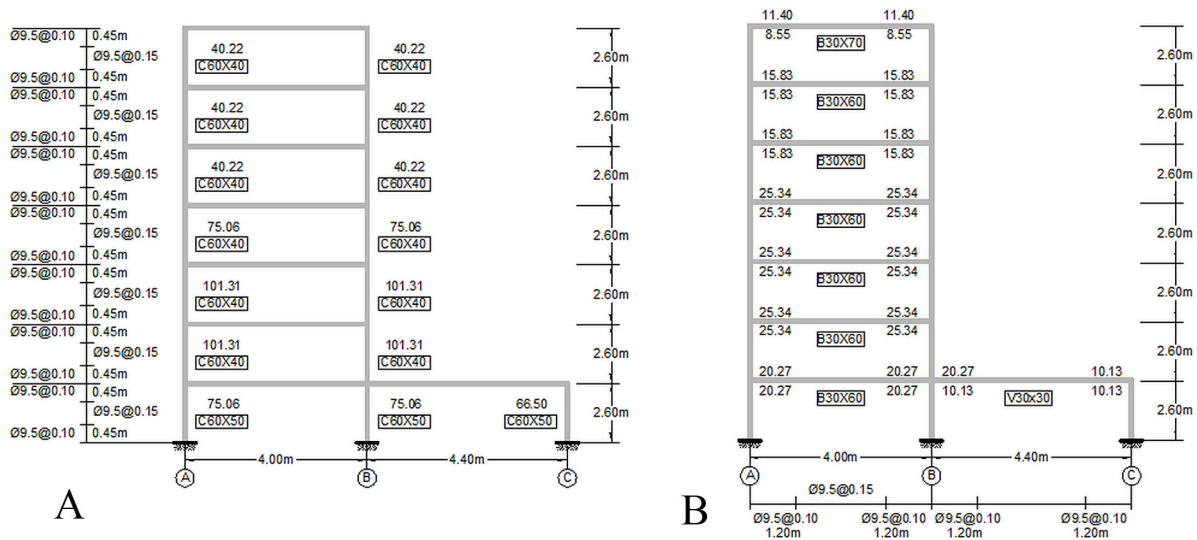 Ø9.5@0.10 0.45m
Ø9.5@0.15 40.22 40.22 2.60m
C60X40 C60X40
Ø9.5@0.10 0.45m
Ø9.5@0.10 0.45m
Ø9.5@0.15 40.22 40.22 2.60m
C60X40 C60X40
Ø9.5@0.10 0.45m
Ø9.5@0.10 0.45m
Ø9.5@0.15 40.22 40.22 2.60m
C60X40 C60X40
Ø9.5@0.10 0.45m
Ø9.5@0.10 0.45m
Ø9.5@0.15 75.06 75.06 2.60m
C60X40 C60X40
Ø9.5@0.10 0.45m
Ø9.5@0.10 0.45m
Ø9.5@0.15 101.31 101.31 2.60m
C60X40 C60X40
Ø9.5@0.10 0.45m
Ø9.5@0.10 0.45m
Ø9.5@0.15 101.31 101.31 2.60m
C60X40 C60X40
Ø9.5@0.10 0.45m
Ø9.5@0.10 0.45m
Ø9.5@0.15 75.06 75.06 66.50 2.60m
C60X50 C60X50 C60X50
Ø9.5@0.10 0.45m
4.00m 4.40m
A B C
A
11.40 11.40
8.55 B30X70 8.55 2.60m
15.83 15.83
15.83 B30X60 15.83 2.60m
15.83 15.83
15.83 B30X60 15.83 2.60m
25.34 25.34
25.34 B30X60 25.34 2.60m
25.34 25.34
25.34 B30X60 25.34 2.60m
25.34 25.34
25.34 B30X60 25.34 2.60m
20.27 20.27 20.27 10.13
20.27 B30X60 20.27 10.13 V30x30 10.13 2.60m
4.00m 4.40m
A B C
Ø9.5@0.15
Ø9.5@0.10 Ø9.5@0.10 Ø9.5@0.10 Ø9.5@0.10
1.20m 1.20m 1.20m 1.20m
B